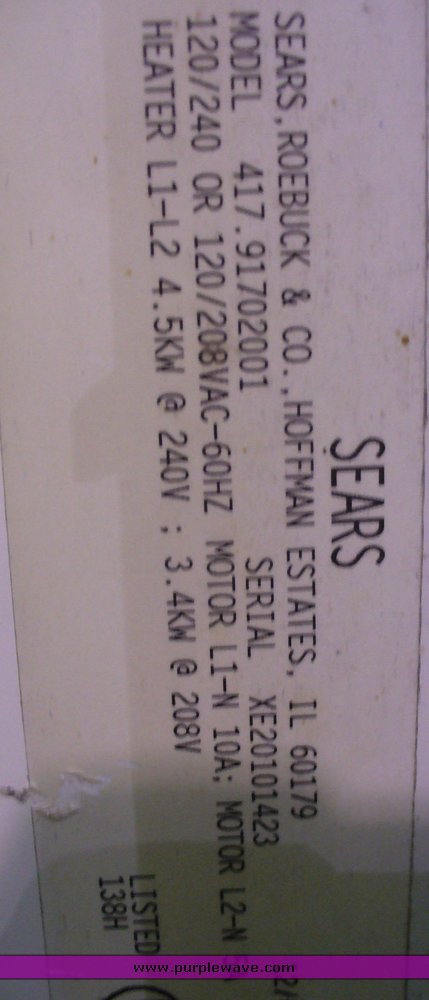 SEARS
SEARS,ROEBUCK & CO.,HOFFMAN ESTATES, IL 60179
MODEL 417.91702001 SERIAL XE20101423
120/240 OR 120/208VAC-60HZ MOTOR L1-N 10A; MOTOR L2-N
HEATER L1-L2 4.5KW @ 240V ; 3.4KW @ 208V
LISTED
138H
www.purplewave.com